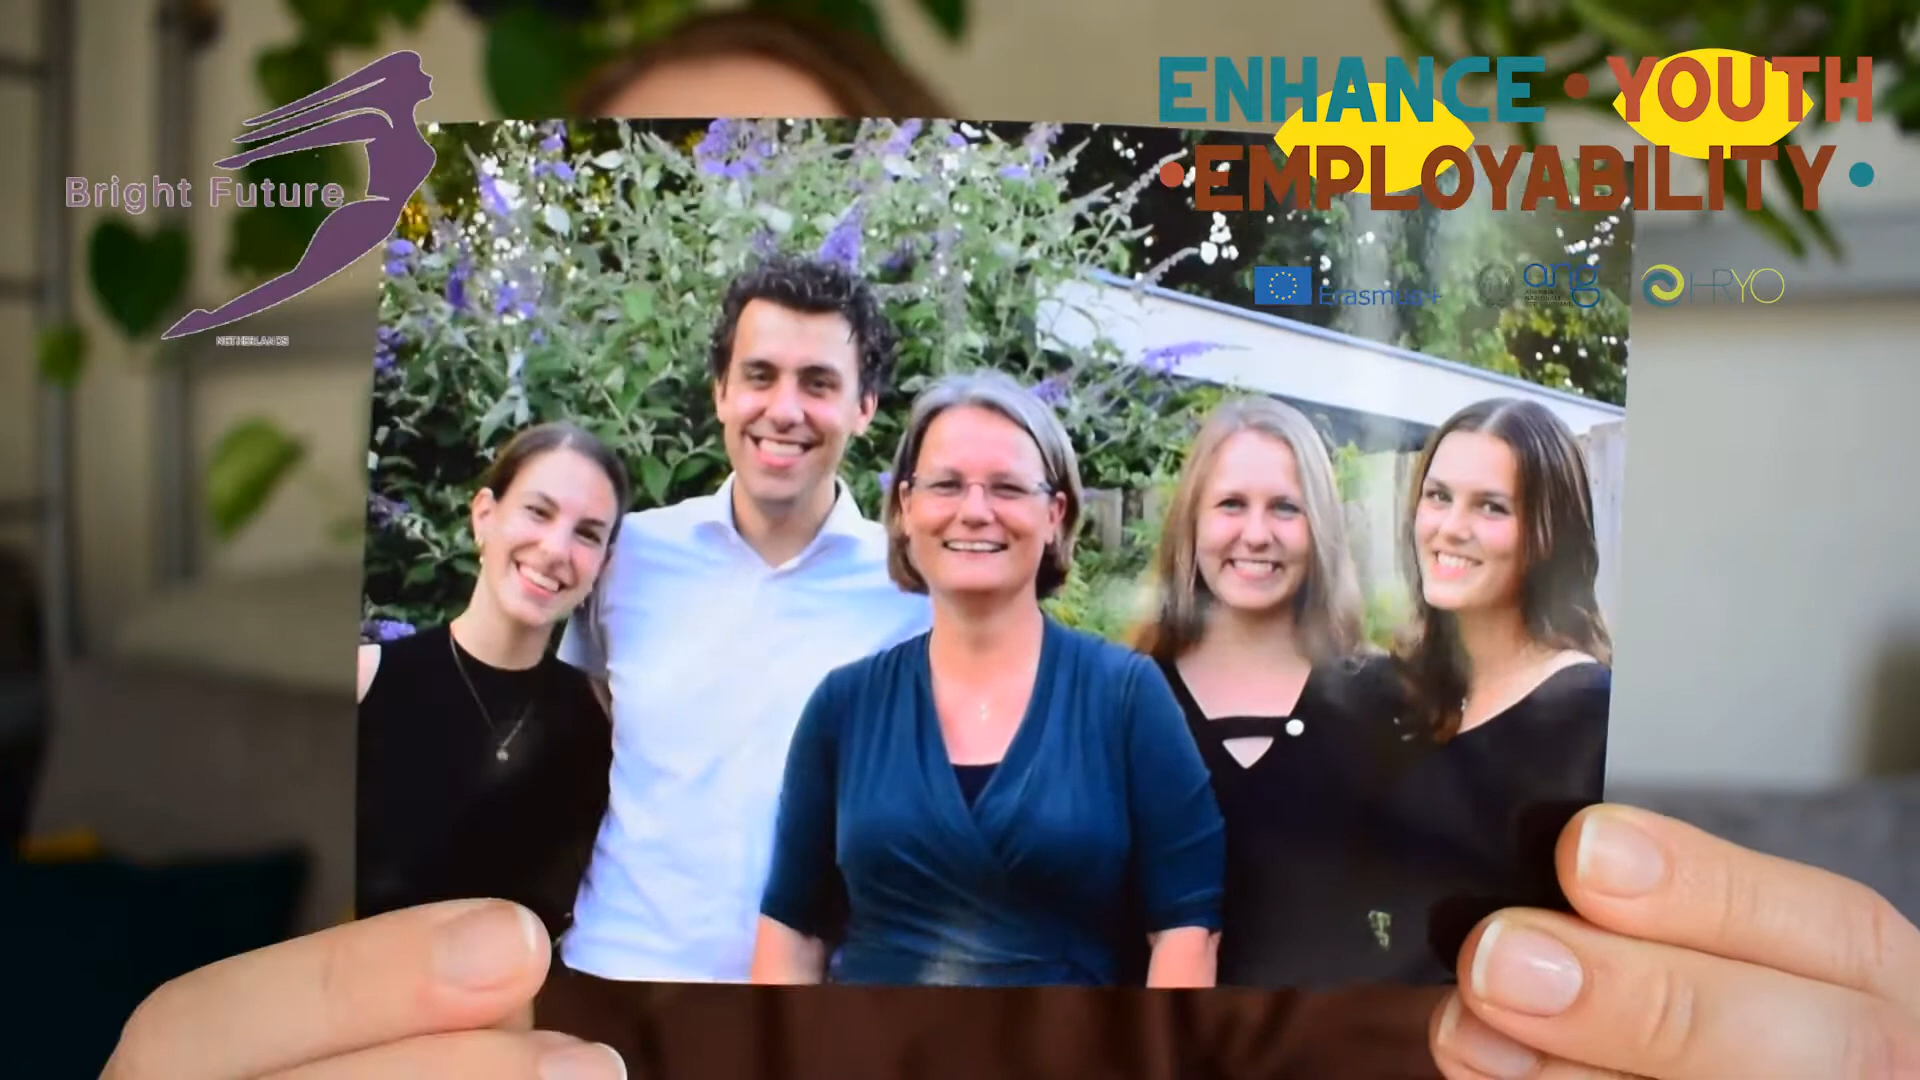 Bright Future
NETHERLANDS
ENHANCE • YOUTH
• EMPLOYABILITY •
Erasmus+
ang
HRYO